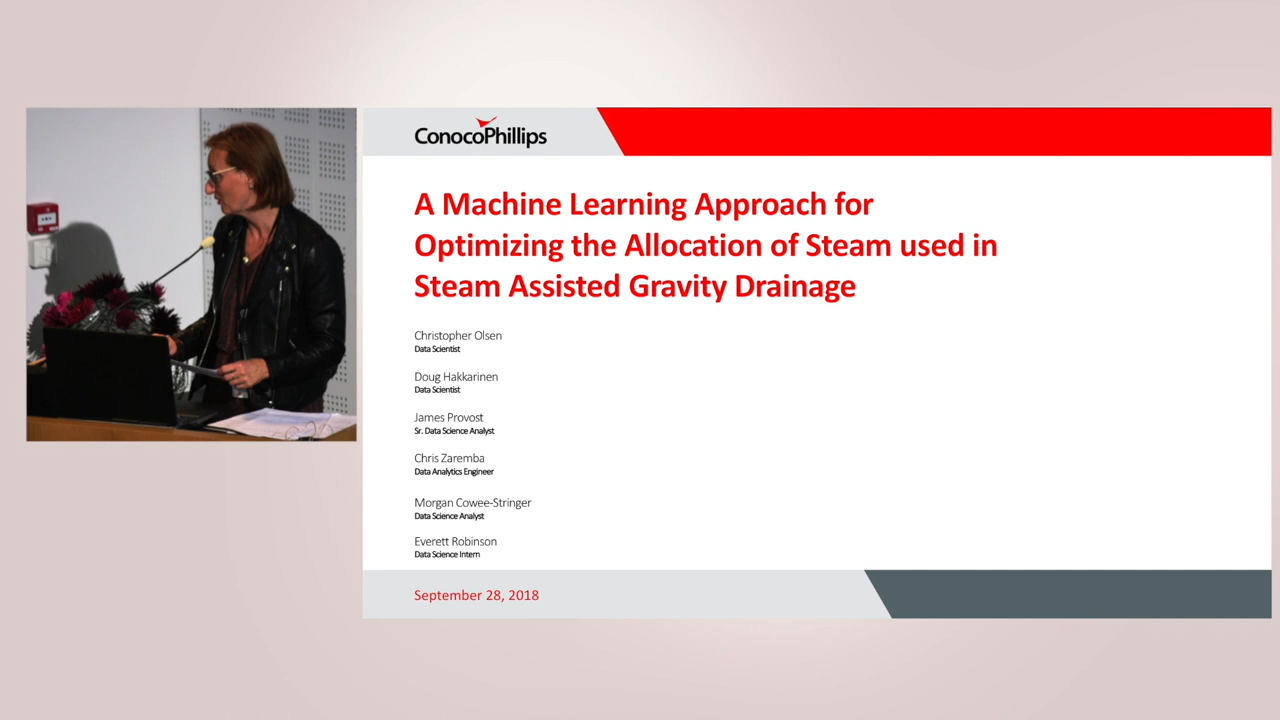 ConocoPhillips
A Machine Learning Approach for
Optimizing the Allocation of Steam used in
Steam Assisted Gravity Drainage
Christopher Olsen
Data Scientist
Doug Hakkarinen
Data Scientist
James Provost
Sr. Data Science Analyst
Chris Zaremba
Data Analytics Engineer
Morgan Cowee-Stringer
Data Science Analyst
Everett Robinson
Data Science Intern
September 28, 2018